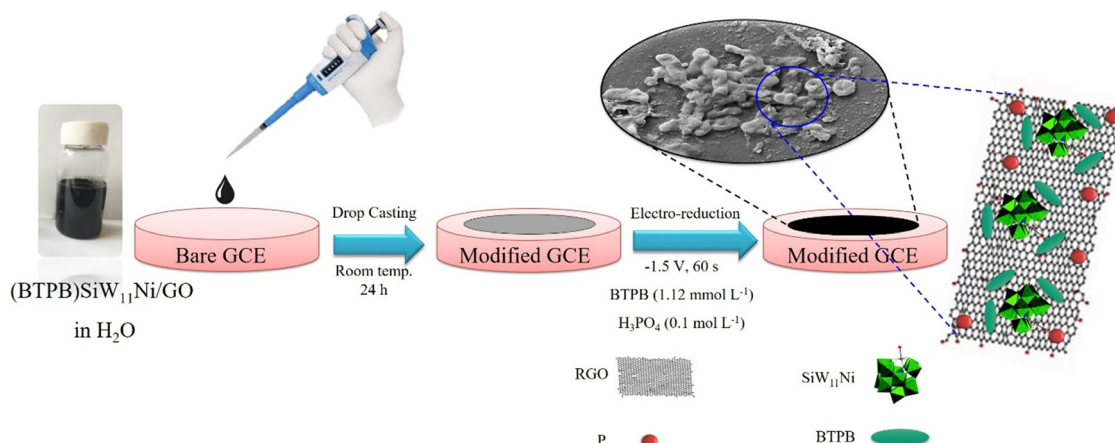 (BTPB)SiW₁₁Ni/GO
in H₂O
Bare GCE
Drop Casting
Room temp.
24 h
Modified GCE
Electro-reduction
-1.5 V, 60 s
BTPB (1.12 mmol L⁻¹)
H₃PO₄ (0.1 mol L⁻¹)
Modified GCE
RGO
SiW₁₁Ni
P
BTPB